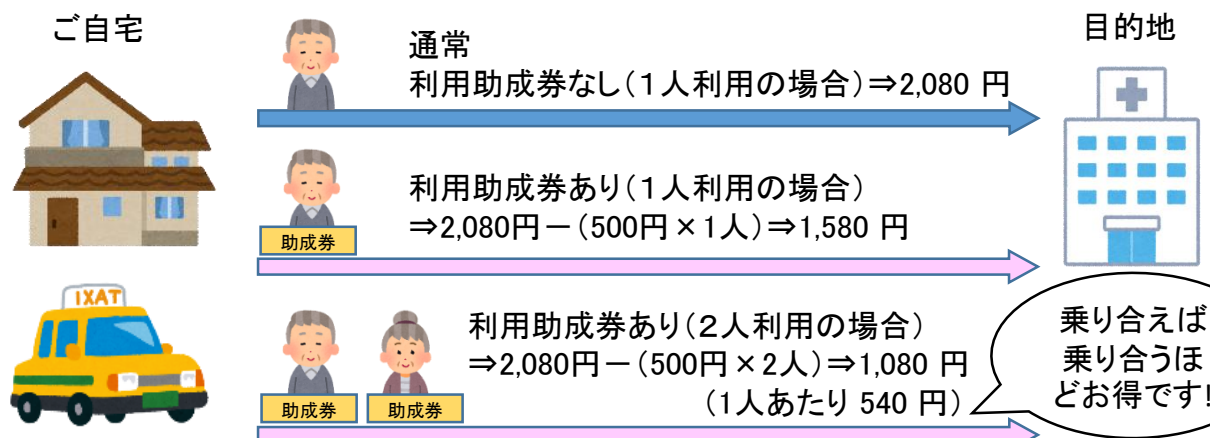 ご自宅
目的地
通常
利用助成券なし(1人利用の場合)⇒2,080 円
利用助成券あり(1人利用の場合)
⇒2,080円-(500円×1人)⇒1,580 円
助成券
IXAT
利用助成券あり(2人利用の場合)
⇒2,080円-(500円×2人)⇒1,080 円
(1人あたり 540 円)
助成券
助成券
乗り合えば
乗り合うほ
どお得です!